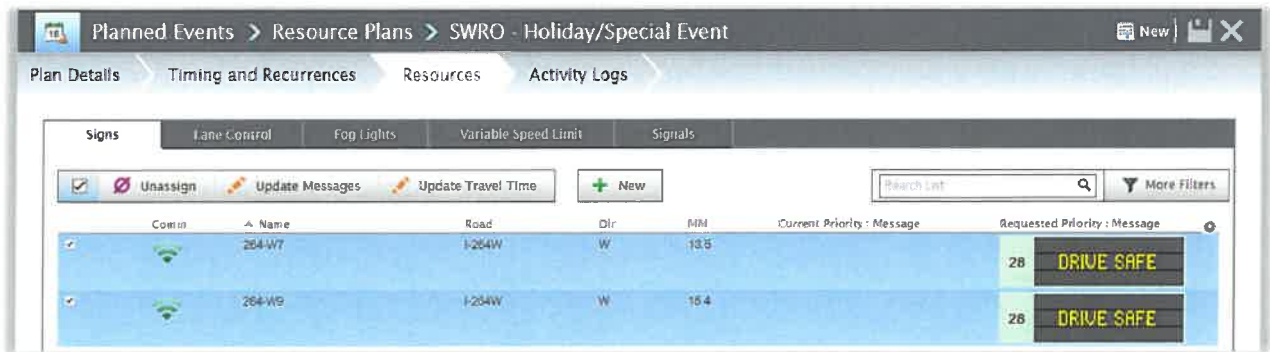 Planned Events > Resource Plans > SWRO - Holiday/Special Event New
Plan Details Timing and Recurrences Resources Activity Logs
Signs Lane Control Fog Lights Variable Speed Limit Signals
Unassign Update Messages Update Travel Time New Search List More Filters
Comm Name Road Dir MM Current Priority : Message Requested Priority : Message
264-W7 I-264W W 13.5 28 DRIVE SAFE
264-W9 I-264W W 15.4 28 DRIVE SAFE